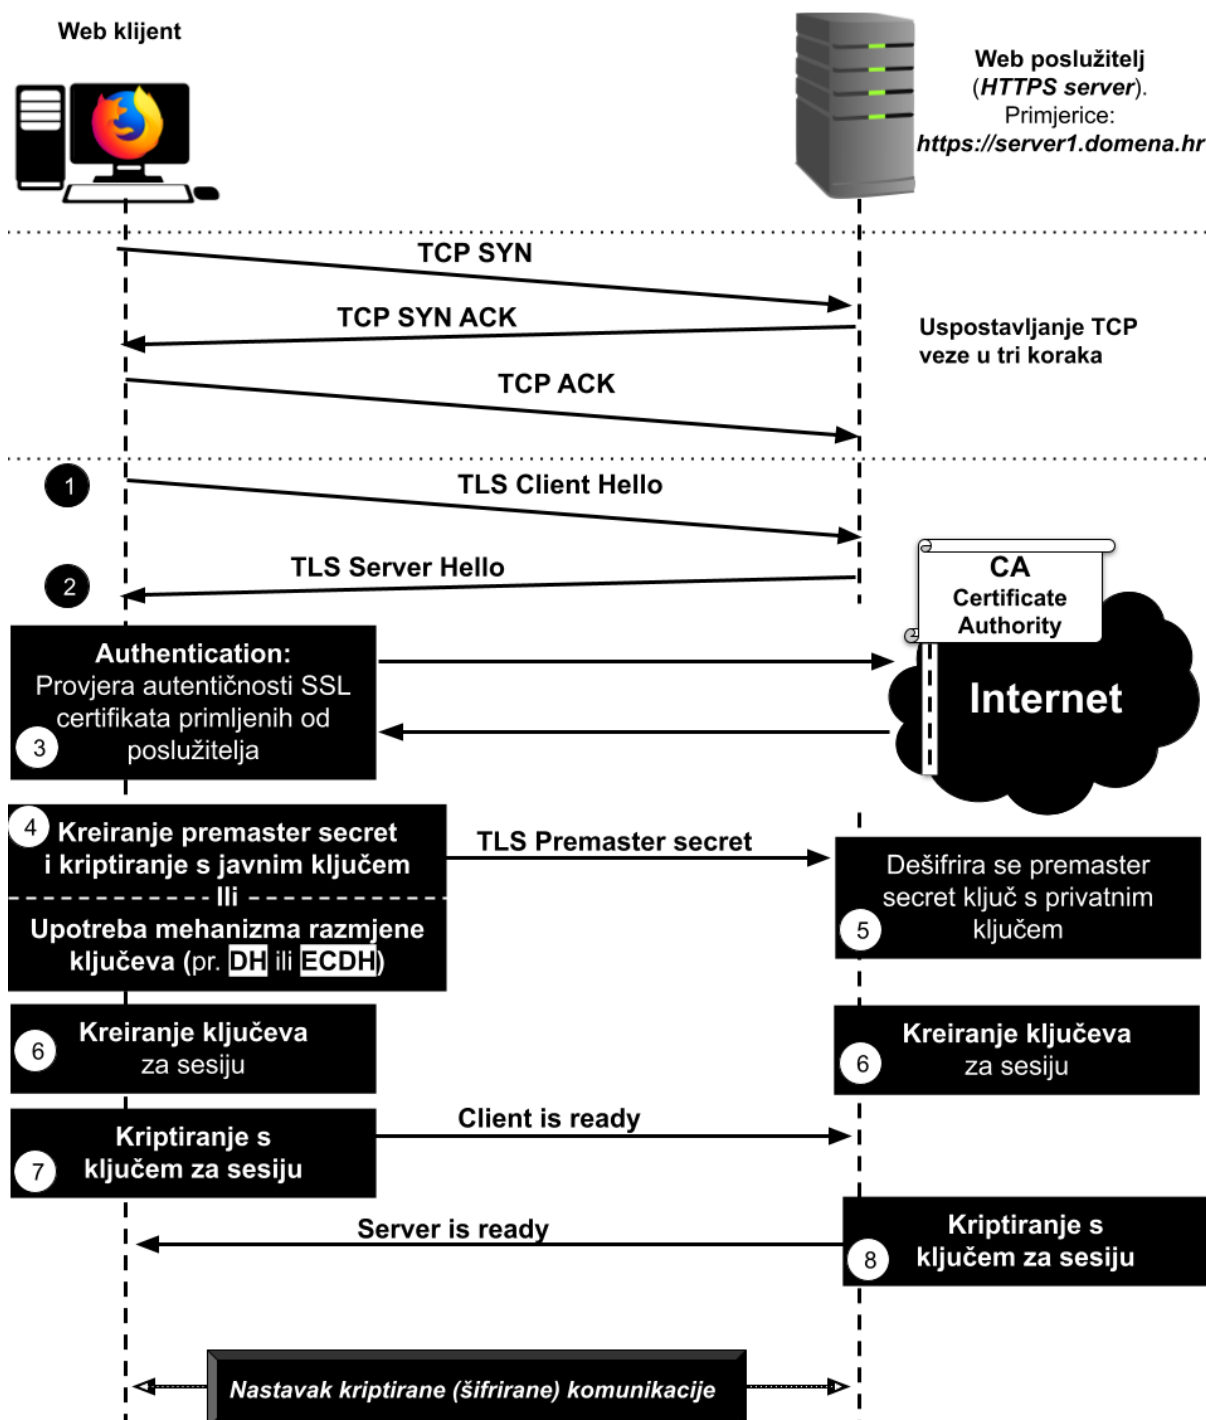 Web klijent
Web poslužitelj
(HTTPS server).
Primjerice:
https://server1.domena.hr
TCP SYN
TCP SYN ACK
Uspostavljanje TCP
veze u tri koraka
TCP ACK
1
TLS Client Hello
2
TLS Server Hello
CA
Certificate
Authority
Internet
Authentication:
Provjera autentičnosti SSL
certifikata primljenih od
poslužitelja
3
4
Kreiranje premaster secret
i kriptiranje s javnim ključem
Ili
Upotreba mehanizma razmjene
ključeva (pr. DH ili ECDH)
TLS Premaster secret
Dešifrira se premaster
secret ključ s privatnim
ključem
5
Kreiranje ključeva
za sesiju
6
Kreiranje ključeva
za sesiju
6
Kriptiranje s
ključem za sesiju
7
Client is ready
Server is ready
Kriptiranje s
ključem za sesiju
8
Nastavak kriptirane (šifrirane) komunikacije